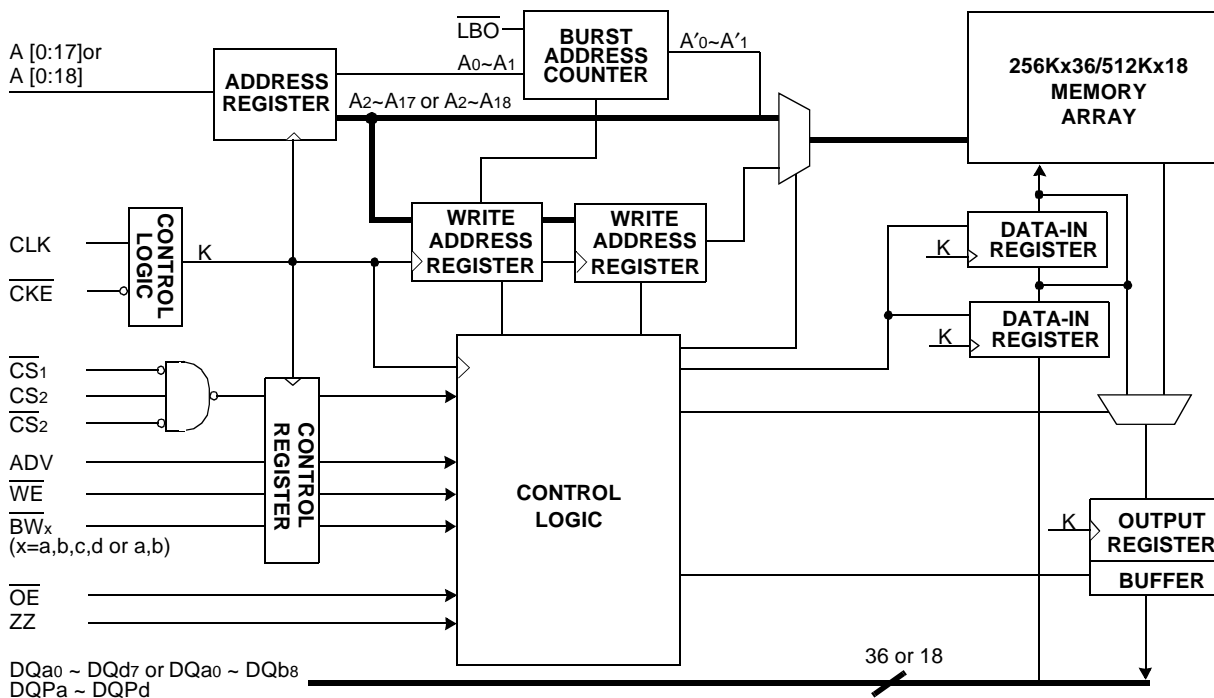 LBO
BURST
ADDRESS
COUNTER
A′0~A′1
A [0:17]or
A [0:18]
ADDRESS
REGISTER
A0~A1
A2~A17 or A2~A18
256Kx36/512Kx18
MEMORY
ARRAY
CLK
CKE
CONTROL
LOGIC
K
WRITE
ADDRESS
REGISTER
WRITE
ADDRESS
REGISTER
DATA-IN
REGISTER
K
DATA-IN
REGISTER
K
CS1
CS2
CS2
ADV
WE
BWx
(x=a,b,c,d or a,b)
CONTROL
REGISTER
CONTROL
LOGIC
K
OUTPUT
REGISTER
BUFFER
OE
ZZ
DQa0 ~ DQd7 or DQa0 ~ DQb8
DQPa ~ DQPd
36 or 18